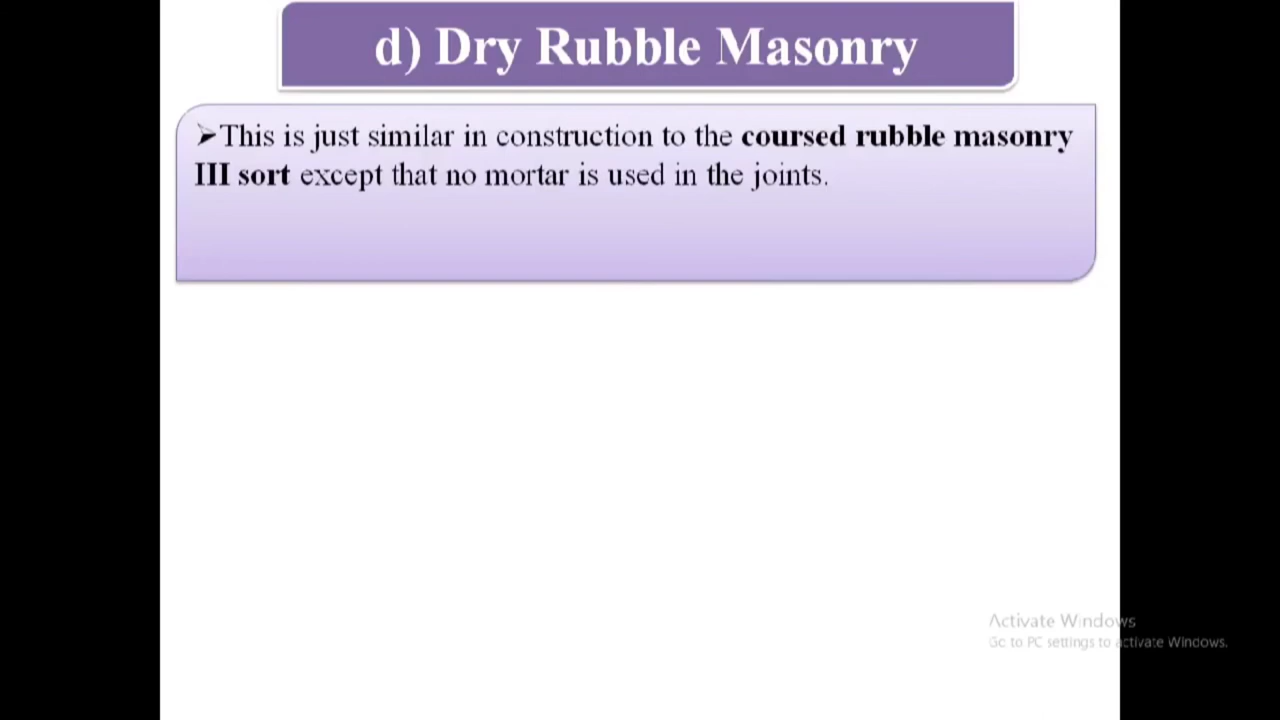 d) Dry Rubble Masonry
➢This is just similar in construction to the coursed rubble masonry
III sort except that no mortar is used in the joints.
Activate Windows
Go to PC settings to activate Windows.